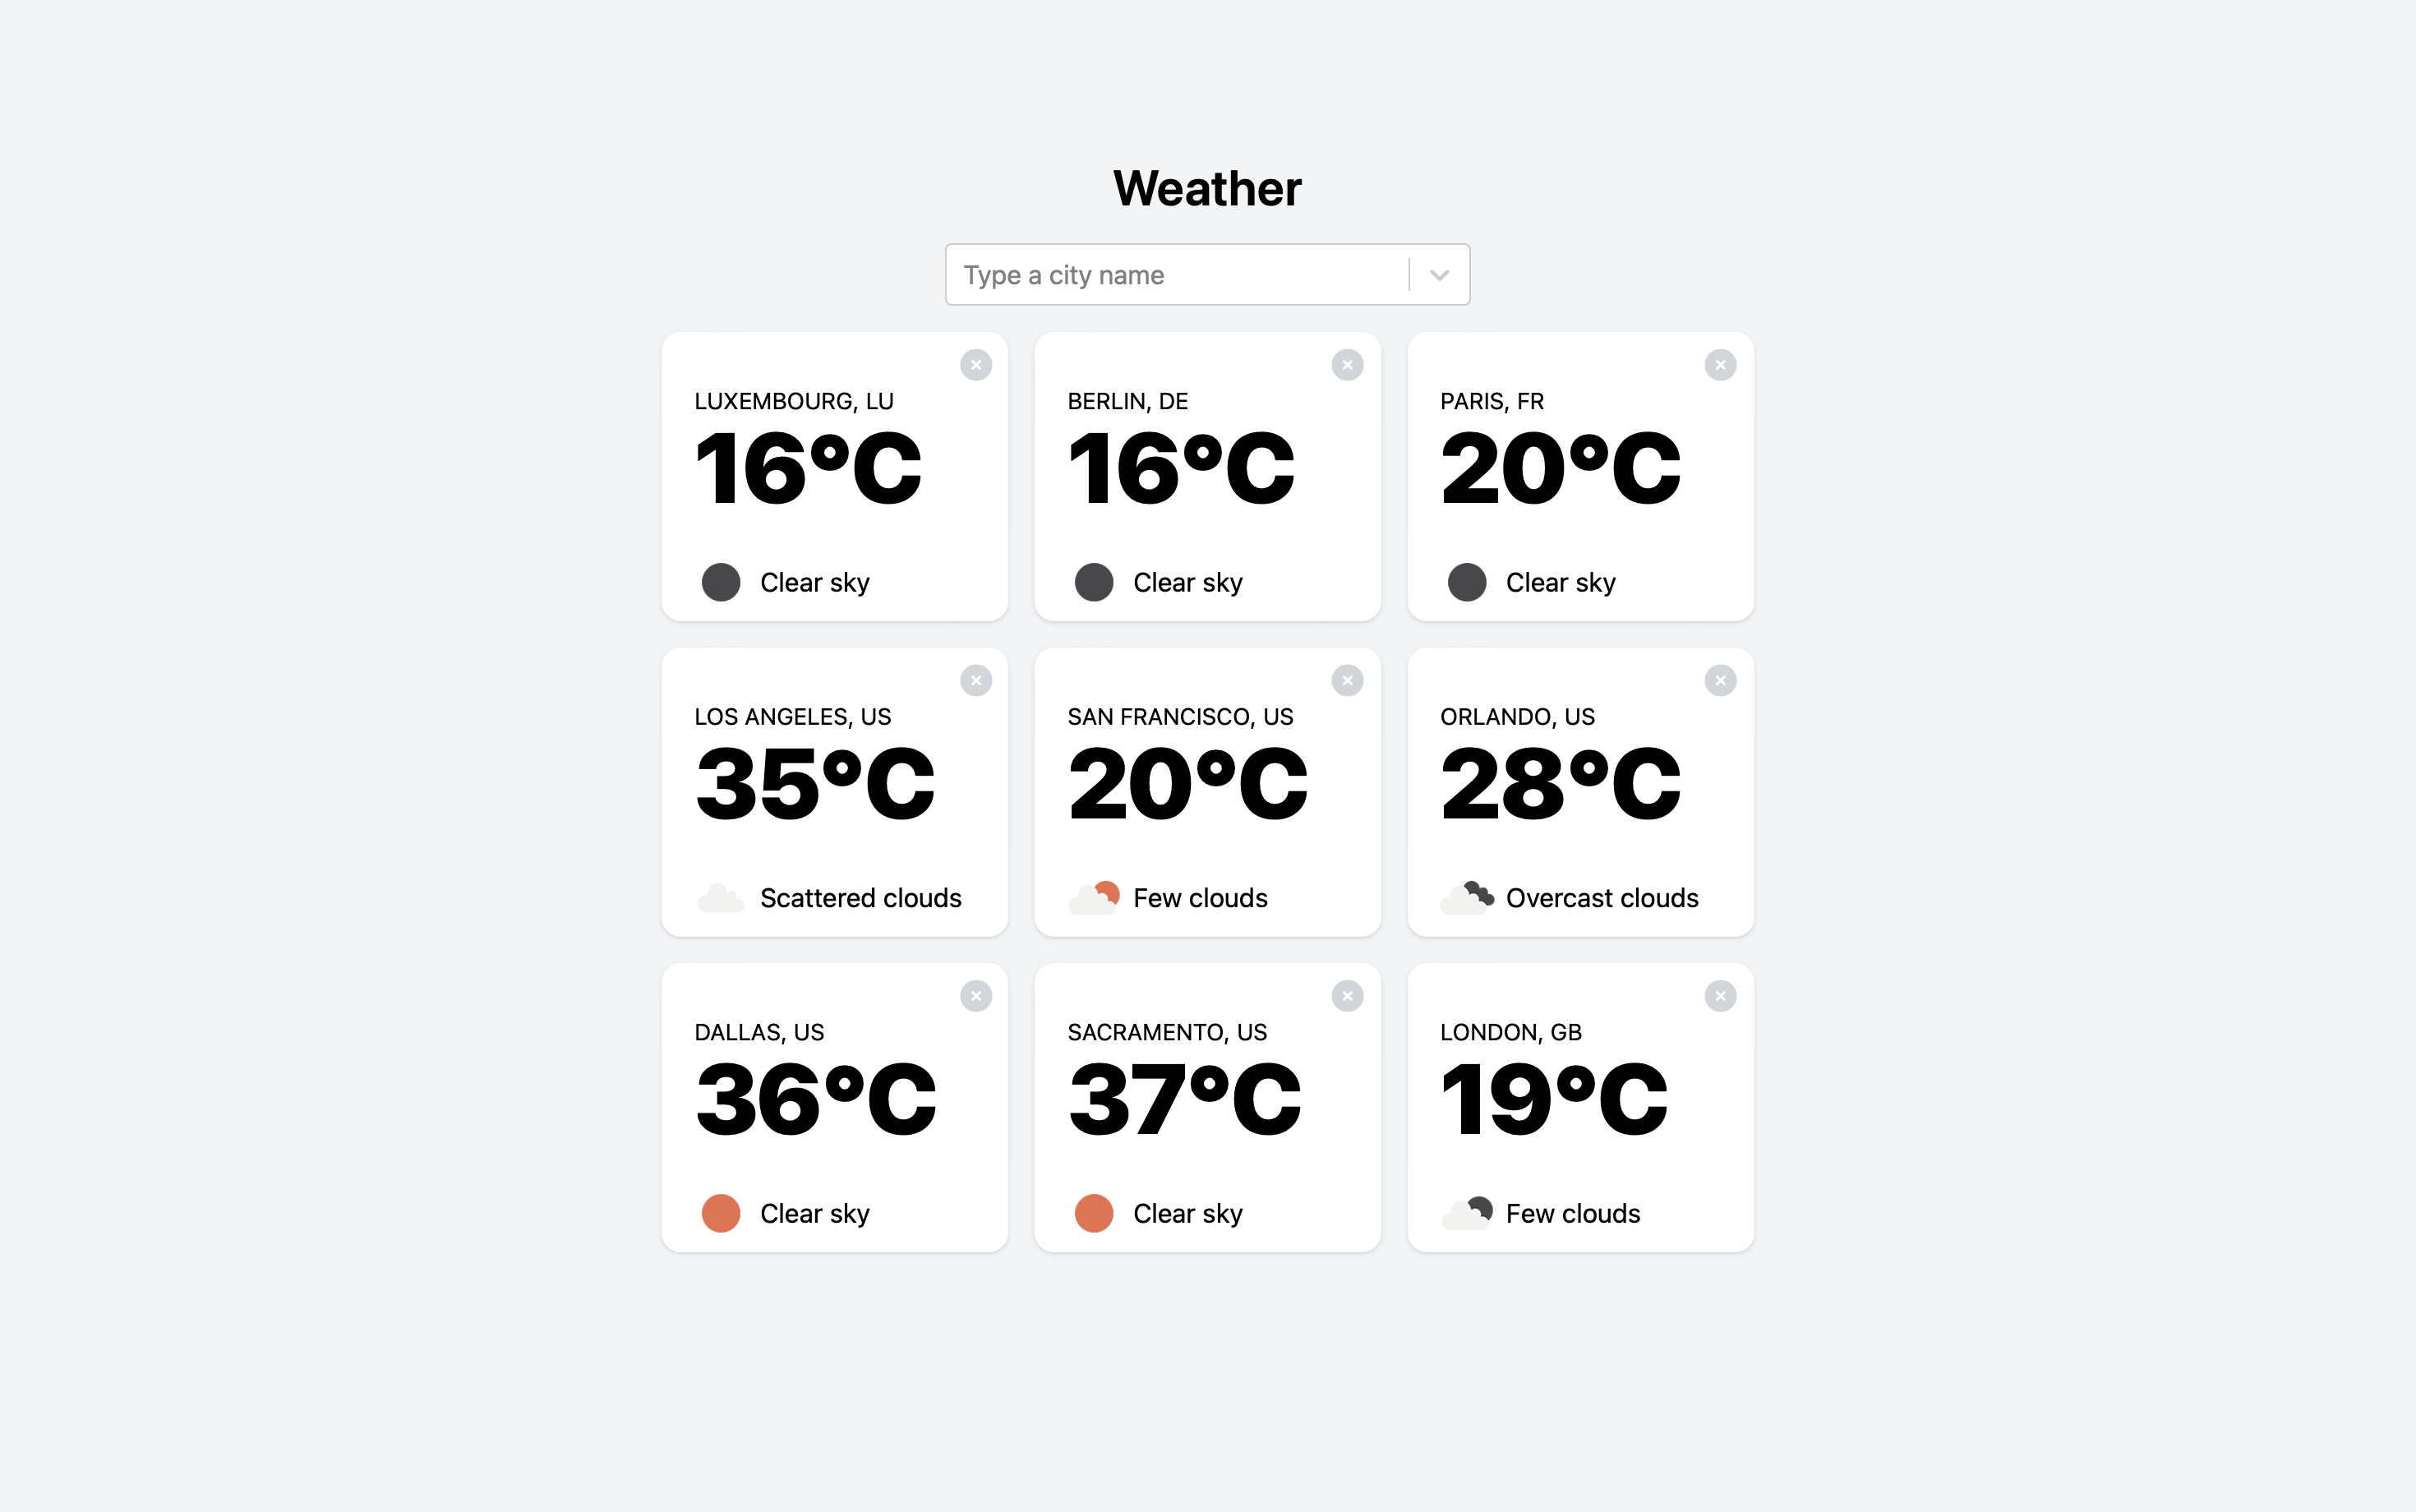 Weather
Type a city name
LUXEMBOURG, LU
16°C
Clear sky
BERLIN, DE
16°C
Clear sky
PARIS, FR
20°C
Clear sky
LOS ANGELES, US
35°C
Scattered clouds
SAN FRANCISCO, US
20°C
Few clouds
ORLANDO, US
28°C
Overcast clouds
DALLAS, US
36°C
Clear sky
SACRAMENTO, US
37°C
Clear sky
LONDON, GB
19°C
Few clouds